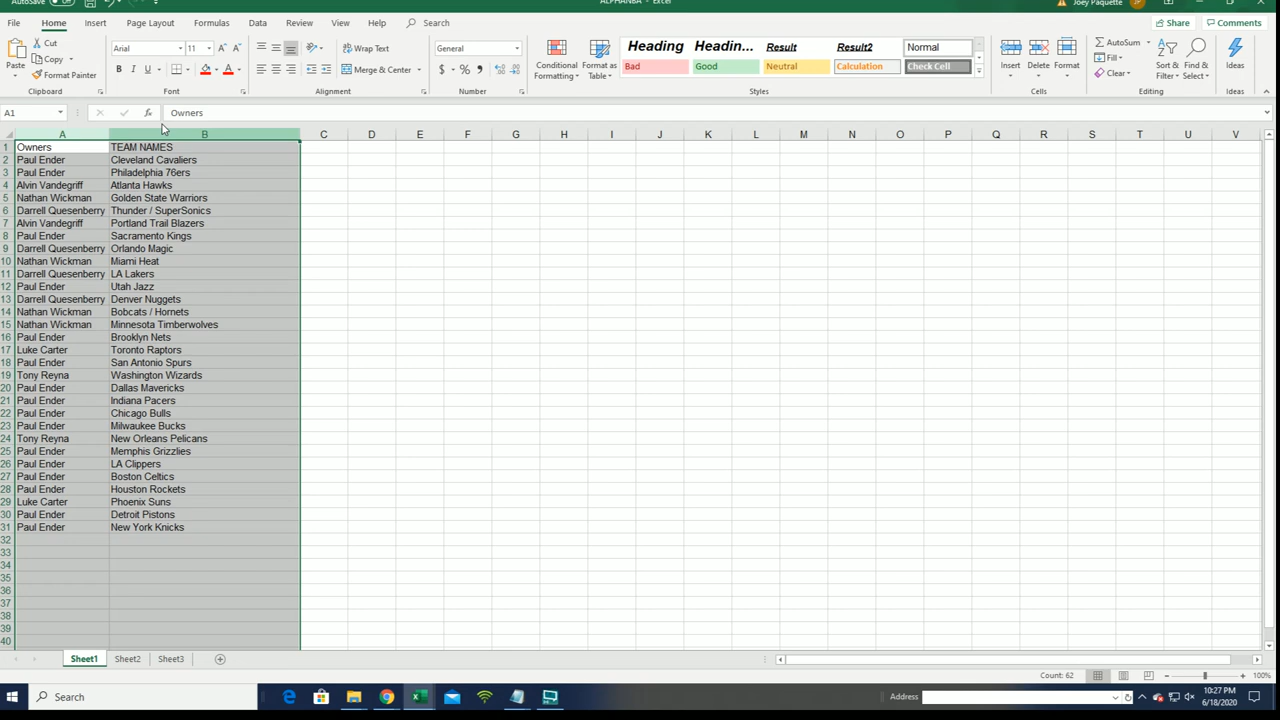 AutoSave Off ALPHANBA - Excel Joey Paquette JP
File Home Insert Page Layout Formulas Data Review View Help Search Share Comments
Paste Cut Copy Format Painter Clipboard
Arial 11 A A B I U A Font
Wrap Text Merge & Center Alignment
General $ % 9 Number
Conditional Formatting Format as Table
Heading Headin... Result Result2 Normal
Bad Good Neutral Calculation Check Cell
Styles
Insert Delete Format Cells
AutoSum Fill Clear Sort & Filter Find & Select Editing
Ideas Ideas
A1 fx Owners
A B C D E F G H I J K L M N O P Q R S T U V
1 Owners TEAM NAMES
2 Paul Ender Cleveland Cavaliers
3 Paul Ender Philadelphia 76ers
4 Alvin Vandegriff Atlanta Hawks
5 Nathan Wickman Golden State Warriors
6 Darrell Quesenberry Thunder / SuperSonics
7 Alvin Vandegriff Portland Trail Blazers
8 Paul Ender Sacramento Kings
9 Darrell Quesenberry Orlando Magic
10 Nathan Wickman Miami Heat
11 Darrell Quesenberry LA Lakers
12 Paul Ender Utah Jazz
13 Darrell Quesenberry Denver Nuggets
14 Nathan Wickman Bobcats / Hornets
15 Nathan Wickman Minnesota Timberwolves
16 Paul Ender Brooklyn Nets
17 Luke Carter Toronto Raptors
18 Paul Ender San Antonio Spurs
19 Tony Reyna Washington Wizards
20 Paul Ender Dallas Mavericks
21 Paul Ender Indiana Pacers
22 Paul Ender Chicago Bulls
23 Paul Ender Milwaukee Bucks
24 Tony Reyna New Orleans Pelicans
25 Paul Ender Memphis Grizzlies
26 Paul Ender LA Clippers
27 Paul Ender Boston Celtics
28 Paul Ender Houston Rockets
29 Luke Carter Phoenix Suns
30 Paul Ender Detroit Pistons
31 Paul Ender New York Knicks
32
33
34
35
36
37
38
39
40
Sheet1 Sheet2 Sheet3
Count: 62 100%
Search Address 10:27 PM
6/18/2020